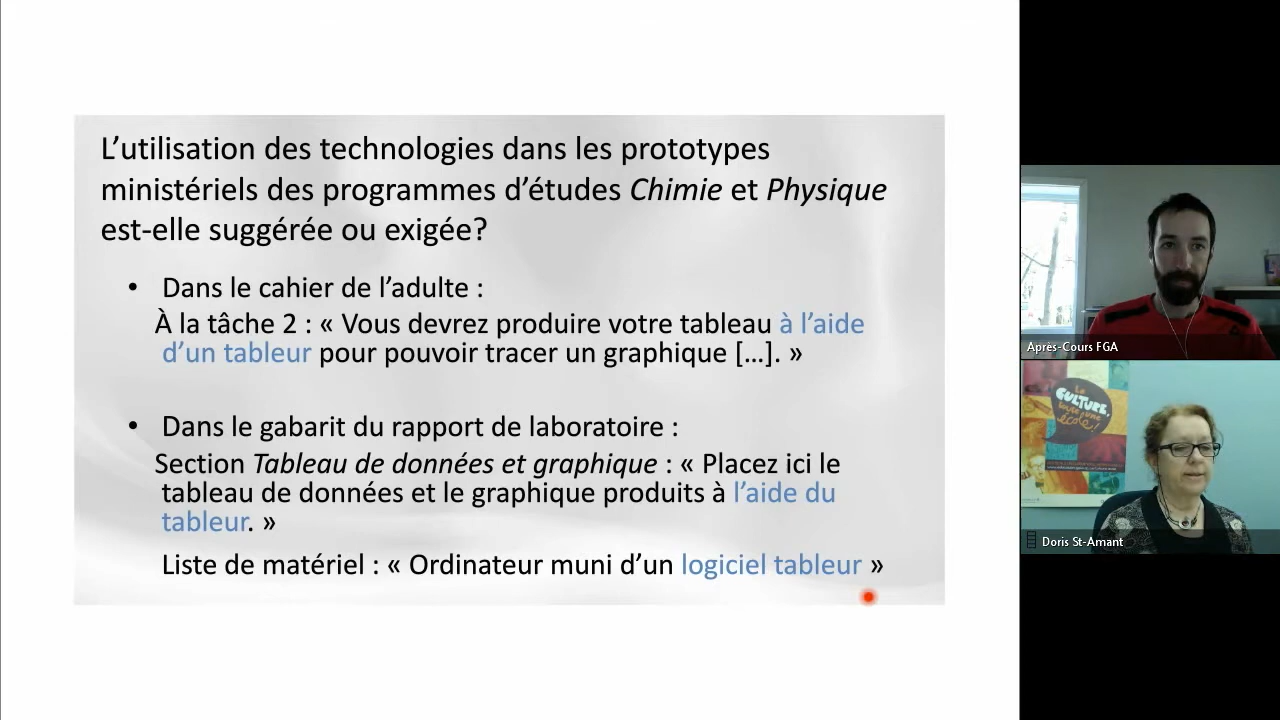 L’utilisation des technologies dans les prototypes
ministériels des programmes d’études Chimie et Physique
est-elle suggérée ou exigée?
• Dans le cahier de l’adulte :
À la tâche 2 : « Vous devrez produire votre tableau à l’aide
d’un tableur pour pouvoir tracer un graphique […]. »
• Dans le gabarit du rapport de laboratoire :
Section Tableau de données et graphique : « Placez ici le
tableau de données et le graphique produits à l’aide du
tableur. »
Liste de matériel : « Ordinateur muni d’un logiciel tableur »
Après-Cours FGA
La
CULTURE,
école!
Doris St-Amant